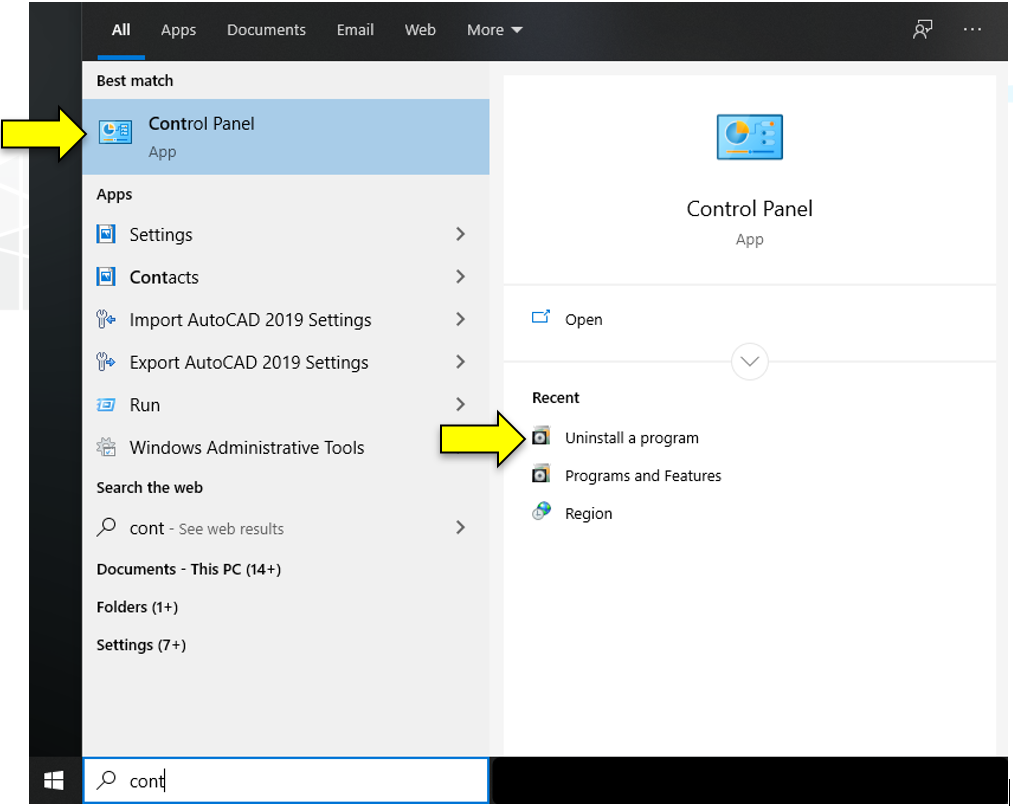 All Apps Documents Email Web More
Best match
Control Panel
App
Apps
Settings
Contacts
Import AutoCAD 2019 Settings
Export AutoCAD 2019 Settings
Run
Windows Administrative Tools
Search the web
cont - See web results
Documents - This PC (14+)
Folders (1+)
Settings (7+)
Control Panel
App
Open
Recent
Uninstall a program
Programs and Features
Region
cont